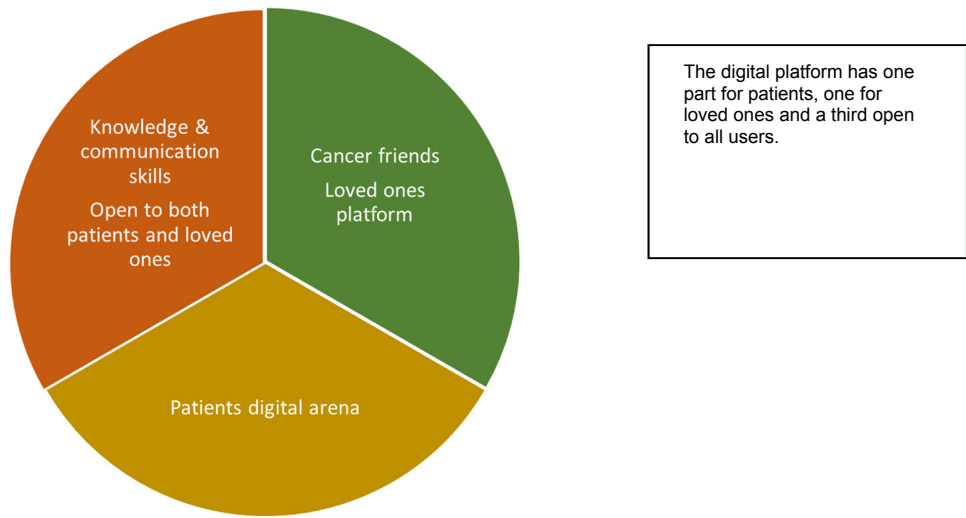 Knowledge &
communication
skills
Open to both
patients and loved
ones
Cancer friends
Loved ones
platform
Patients digital arena
The digital platform has one
part for patients, one for
loved ones and a third open
to all users.